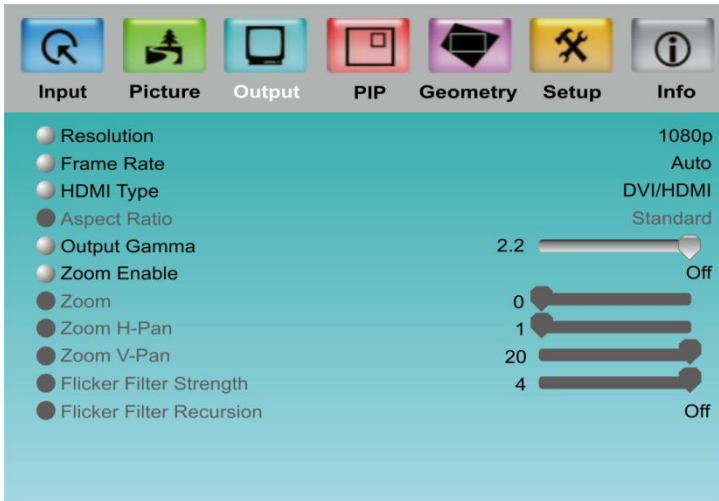 Input Picture Output PIP Geometry Setup Info
Resolution 1080p
Frame Rate Auto
HDMI Type DVI/HDMI
Aspect Ratio Standard
Output Gamma 2.2
Zoom Enable Off
Zoom 0
Zoom H-Pan 1
Zoom V-Pan 20
Flicker Filter Strength 4
Flicker Filter Recursion Off